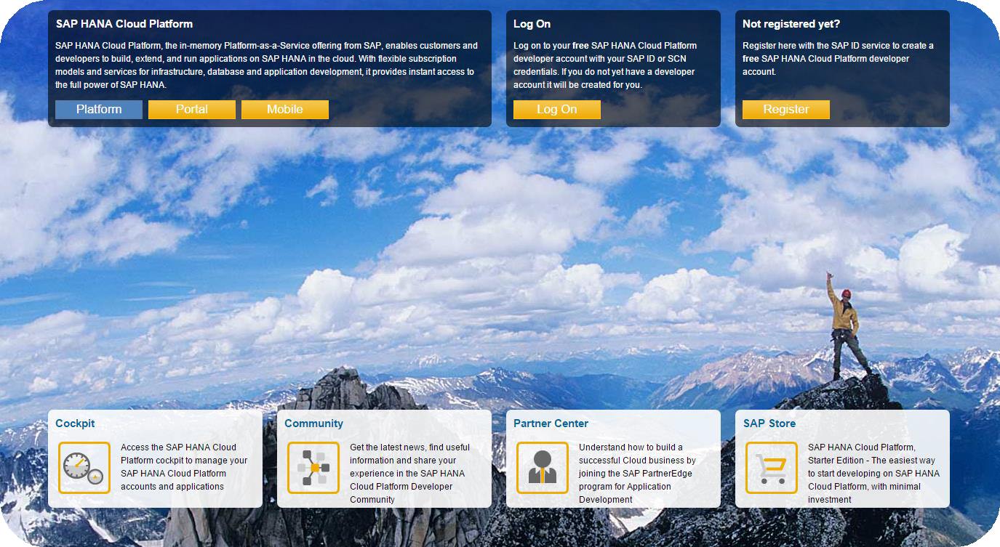 SAP HANA Cloud Platform
SAP HANA Cloud Platform, the in-memory Platform-as-a-Service offering from SAP, enables customers and
developers to build, extend, and run applications on SAP HANA in the cloud. With flexible subscription
models and services for infrastructure, database and application development, it provides instant access to
the full power of SAP HANA.
Platform
Portal
Mobile
Log On
Log on to your free SAP HANA Cloud Platform
developer account with your SAP ID or SCN
credentials. If you do not yet have a developer
account it will be created for you.
Log On
Not registered yet?
Register here with the SAP ID service to create a
free SAP HANA Cloud Platform developer
account.
Register
Cockpit
Access the SAP HANA Cloud
Platform cockpit to manage your
SAP HANA Cloud Platform
accounts and applications
Community
Get the latest news, find useful
information and share your
experience in the SAP HANA
Cloud Platform Developer
Community
Partner Center
Understand how to build a
successful Cloud business by
joining the SAP PartnerEdge
program for Application
Development
SAP Store
SAP HANA Cloud Platform,
Starter Edition - The easiest way
to start developing on SAP HANA
Cloud Platform, with minimal
investment